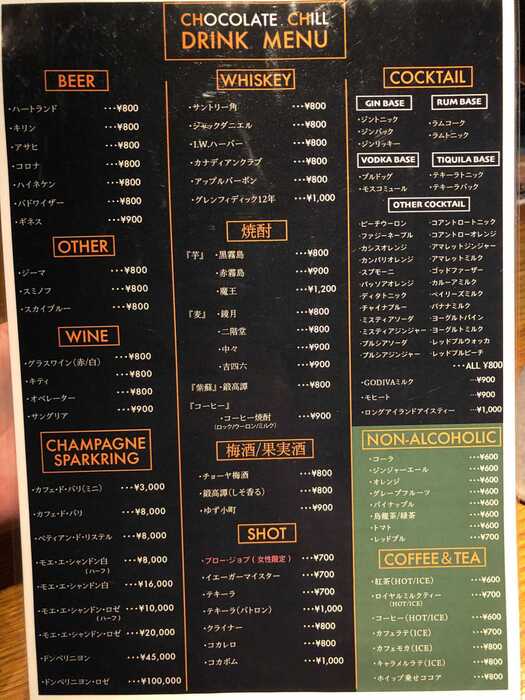 CHOCOLATE CHILL
DRINK MENU
BEER
・ハートランド ・・・¥800
・キリン ・・・¥800
・アサヒ ・・・¥800
・コロナ ・・・¥800
・ハイネケン ・・・¥800
・バドワイザー ・・・¥800
・ギネス ・・・¥900
OTHER
・ジーマ ・・・¥800
・スミノフ ・・・¥800
・スカイブルー ・・・¥800
WINE
・グラスワイン(赤/白) ・・・¥800
・キティ ・・・¥800
・オペレーター ・・・¥800
・サングリア ・・・¥900
CHAMPAGNE
SPARKRING
・カフェ・ド・パリ(ミニ) ・・・¥3,000
・カフェ・ド・パリ ・・・¥8,000
・ペティアン・ド・リステル ・・・¥8,000
・モエ・エ・シャンドン白 ・・・¥8,000
(ハーフ)
・モエ・エ・シャンドン白 ・・・¥16,000
・モエ・エ・シャンドン・ロゼ ・・・¥10,000
(ハーフ)
・モエ・エ・シャンドン・ロゼ ・・・¥20,000
・ドンペリニヨン ・・・¥45,000
・ドンペリニヨン・ロゼ ・・・¥100,000
WHISKEY
・サントリー角 ・・・¥800
・ジャックダニエル ・・・¥800
・I.W.ハーパー ・・・¥800
・カナディアンクラブ ・・・¥800
・アップルバーボン ・・・¥800
・グレンフィディック12年 ・・・¥1,000
焼酎
『芋』・黒霧島 ・・・¥800
・赤霧島 ・・・¥900
・魔王 ・・・¥1,200
『麦』・鏡月 ・・・¥800
・二階堂 ・・・¥800
・中々 ・・・¥900
・吉四六 ・・・¥900
『紫蘇』・鍛高譚 ・・・¥800
『コーヒー』
・コーヒー焼酎 ・・・¥900
(ロック/ウーロン/ミルク)
梅酒/果実酒
・チョーヤ梅酒 ・・・¥800
・鍛高譚(しそ香る) ・・・¥800
・ゆず小町 ・・・¥900
SHOT
・ブロー・ジョブ(女性限定) ・・・¥700
・イエーガーマイスター ・・・¥700
・テキーラ ・・・¥700
・テキーラ(パトロン) ・・・¥1,000
・クライナー ・・・¥800
・コカレロ ・・・¥800
・コカボム ・・・¥1,000
COCKTAIL
GIN BASE
・ジントニック
・ジンバック
・ジンリッキー
RUM BASE
・ラムコーク
・ラムトニック
VODKA BASE
・ブルドッグ
・モスコミュール
TIQUILA BASE
・テキーラトニック
・テキーラバック
OTHER COCKTAIL
・ピーチウーロン ・コアントロートニック
・ファジーネーブル ・コアントローオレンジ
・カシスオレンジ ・アマレットジンジャー
・カンパリオレンジ ・アマレットミルク
・スプモーニ ・ゴッドファーザー
・パッソアオレンジ ・カルーアミルク
・ディタトニック ・ベイリーズミルク
・チャイナブルー ・バナナミルク
・ミスティアソーダ ・ヨーグルトパイン
・ミスティアジンジャー ・ヨーグルトミルク
・ブルシアソーダ ・レッドブルウォッカ
・ブルシアジンジャー ・レッドブルピーチ
・・・ALL ¥800
・GODIVAミルク ・・・¥900
・モヒート ・・・¥900
・ロングアイランドアイスティー ・・・¥1,000
NON-ALCOHOLIC
・コーラ ・・・¥600
・ジンジャーエール ・・・¥600
・オレンジ ・・・¥600
・グレープフルーツ ・・・¥600
・パイナップル ・・・¥600
・烏龍茶/緑茶 ・・・¥600
・トマト ・・・¥600
・レッドブル ・・・¥700
COFFEE & TEA
・紅茶(HOT/ICE) ・・・¥600
・ロイヤルミルクティー ・・・¥700
(HOT/ICE)
・コーヒー(HOT/ICE) ・・・¥600
・カフェラテ(ICE) ・・・¥700
・カフェモカ(ICE) ・・・¥800
・キャラメルラテ(ICE) ・・・¥800
・ホイップ乗せココア ・・・¥800